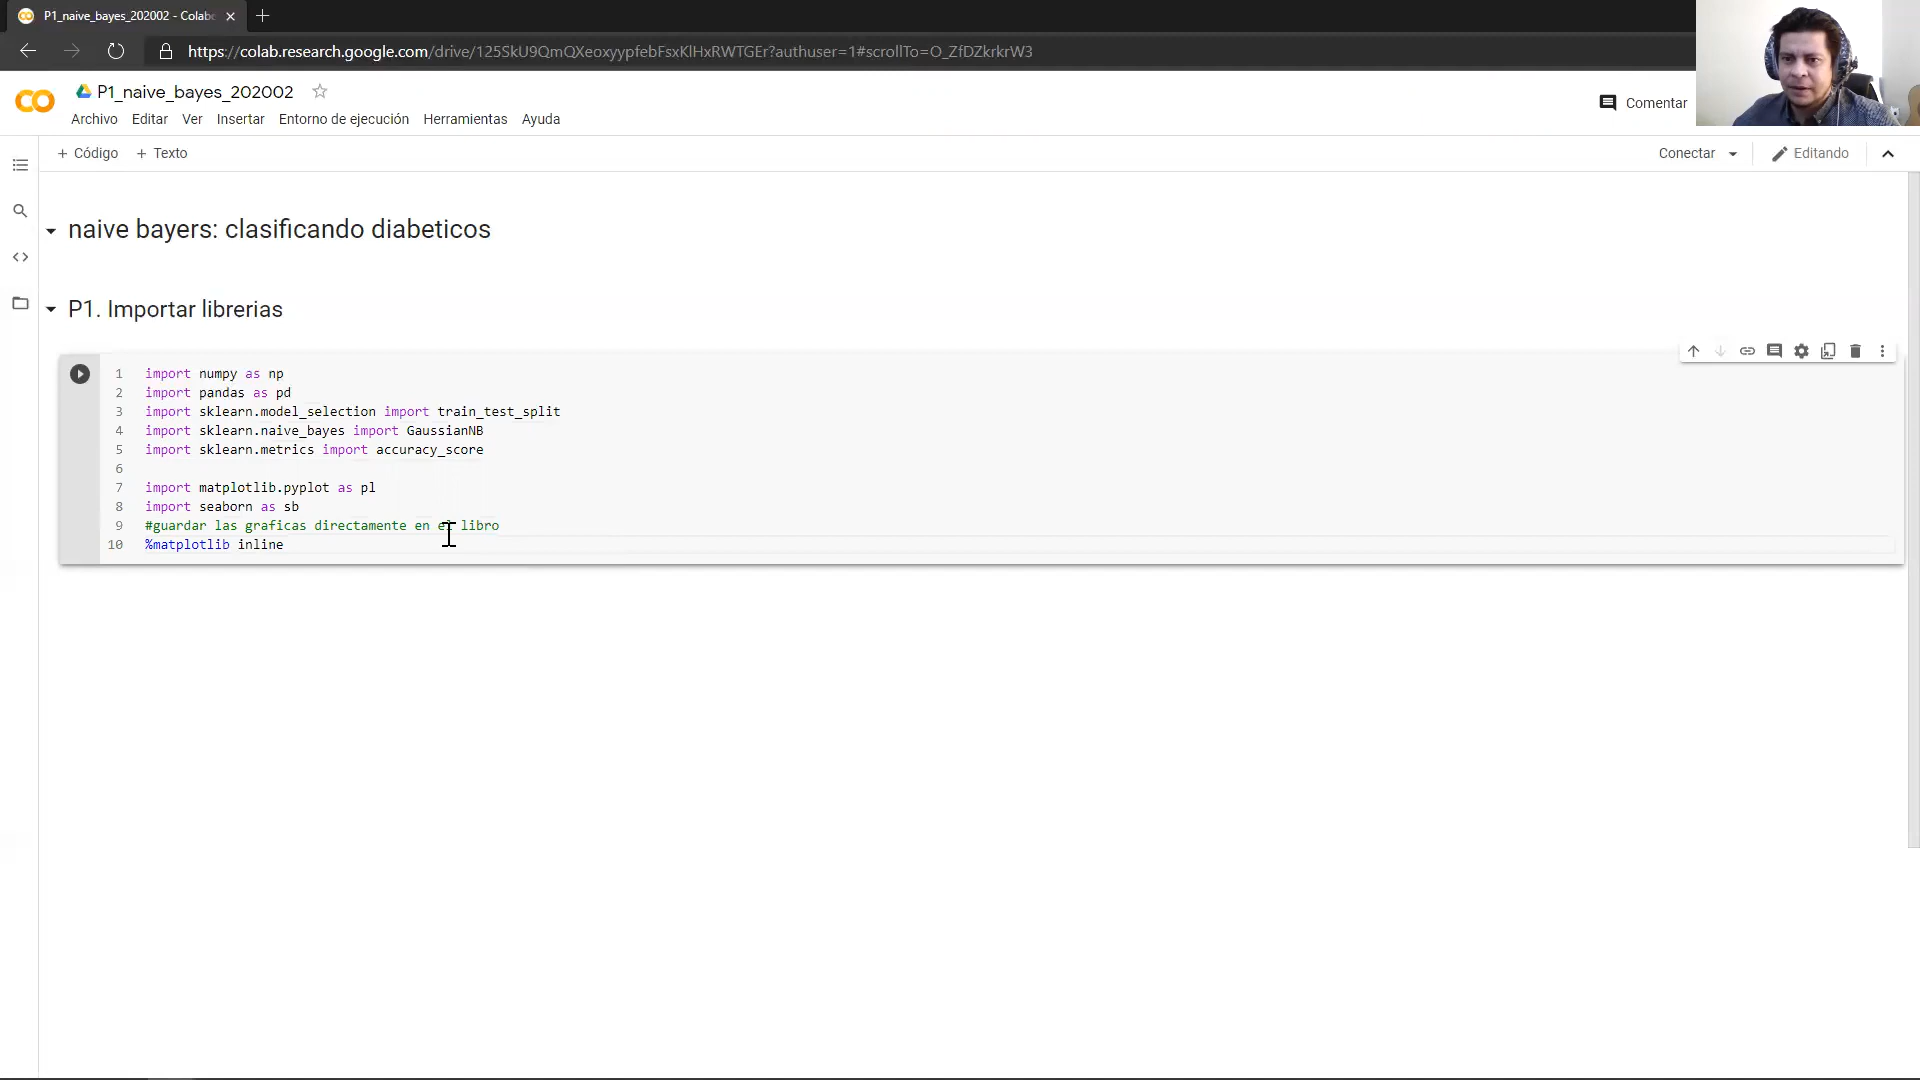 P1_naive_bayes_202002 - Colab
https://colab.research.google.com/drive/125SkU9QmQXeoxyypfebFsxKlHxRWTGEr?authuser=1#scrollTo=O_ZfDZkrkrW3
CO
P1_naive_bayes_202002
Comentar
Archivo Editar Ver Insertar Entorno de ejecución Herramientas Ayuda
+ Código + Texto
Conectar
Editando
naive bayers: clasificando diabeticos
P1. Importar librerias
1 import numpy as np
2 import pandas as pd
3 import sklearn.model_selection import train_test_split
4 import sklearn.naive_bayes import GaussianNB
5 import sklearn.metrics import accuracy_score
6
7 import matplotlib.pyplot as pl
8 import seaborn as sb
9 #guardar las graficas directamente en el libro
10 %matplotlib inline